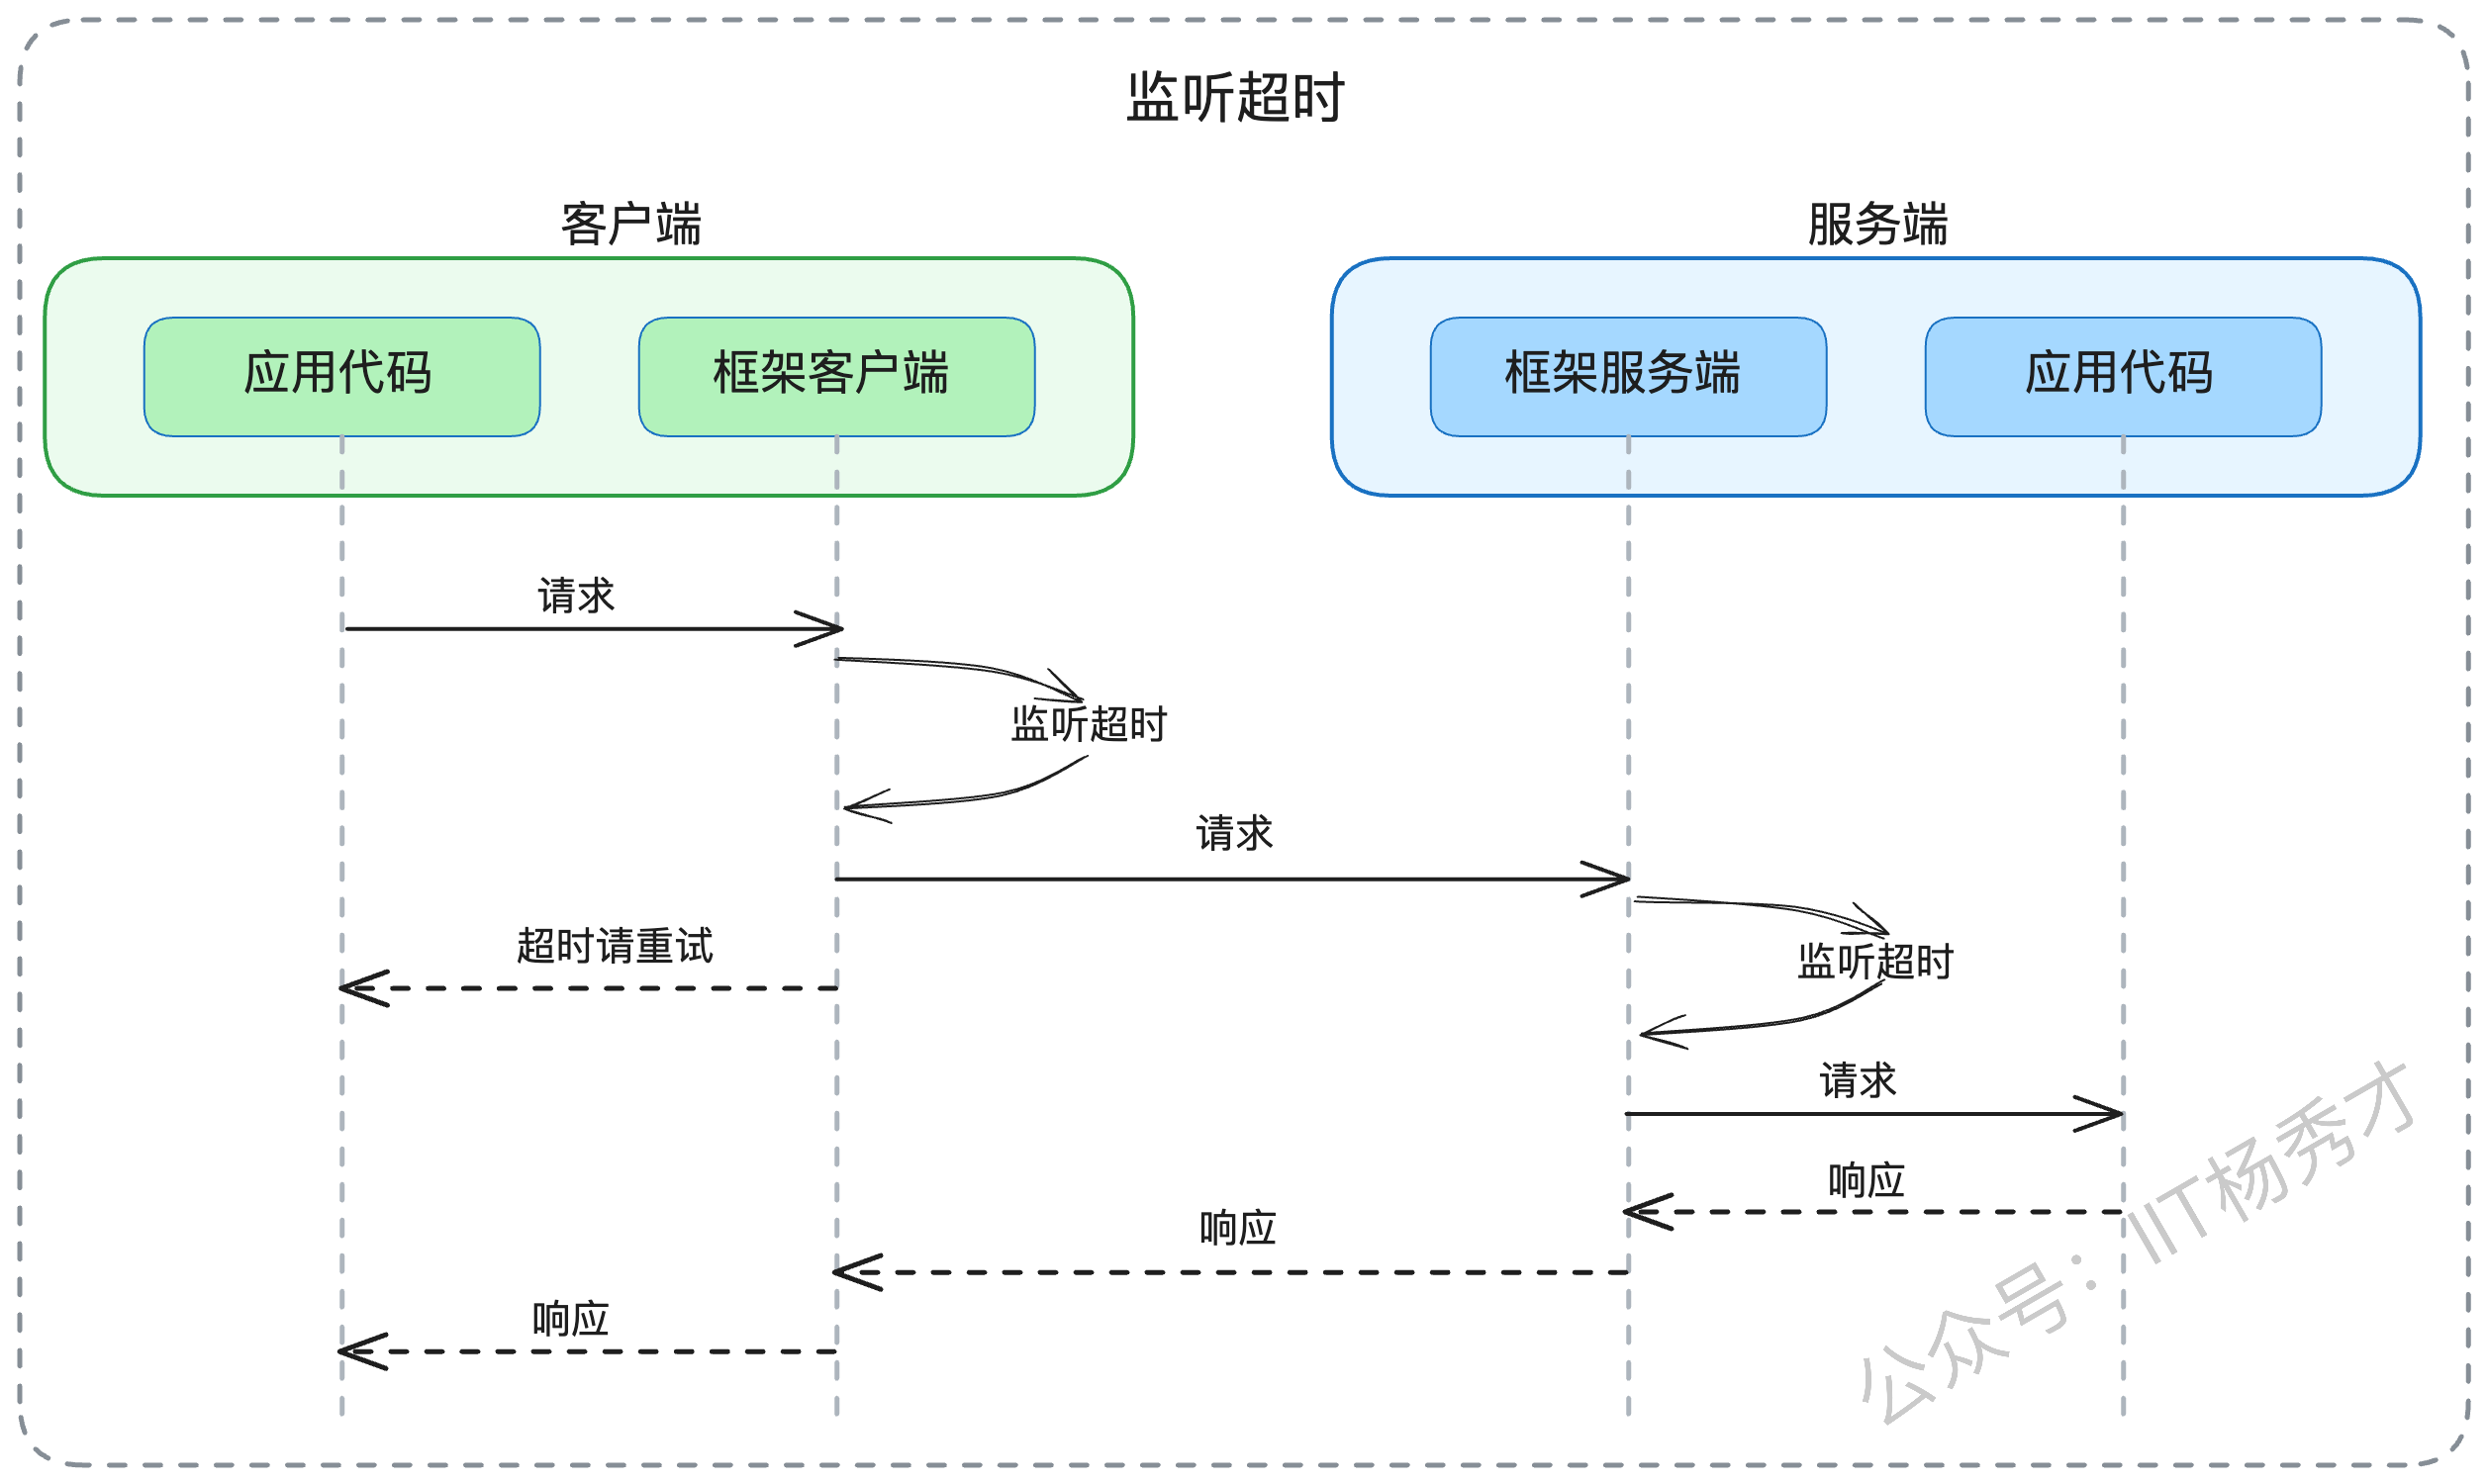 监听超时
客户端
服务端
应用代码
框架客户端
框架服务端
应用代码
请求
监听超时
请求
超时请重试
监听超时
请求
响应
响应
响应
公众号：IIT杨秀才